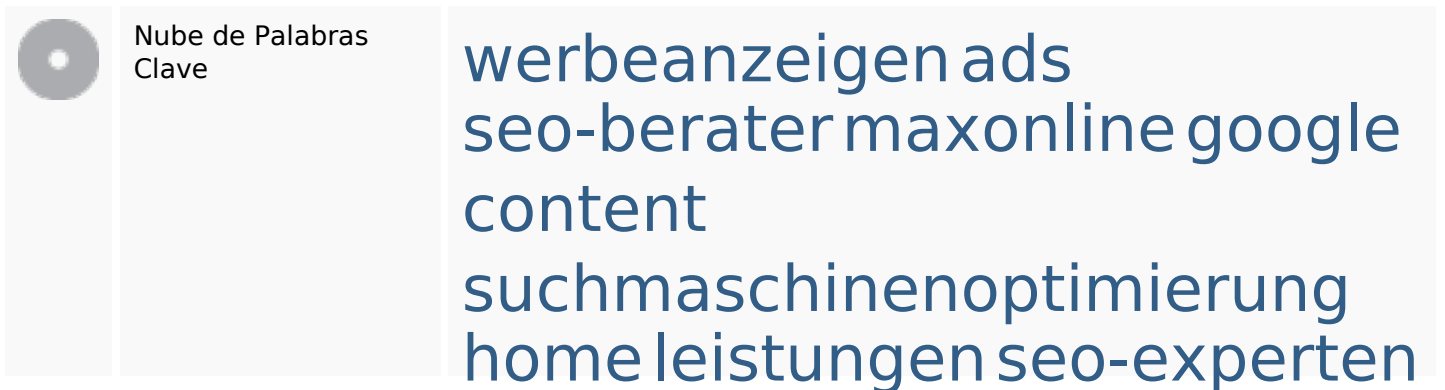 Nube de Palabras
Clave
werbeanzeigen ads
seo-berater maxonline google
content
suchmaschinenoptimierung
home leistungen seo-experten